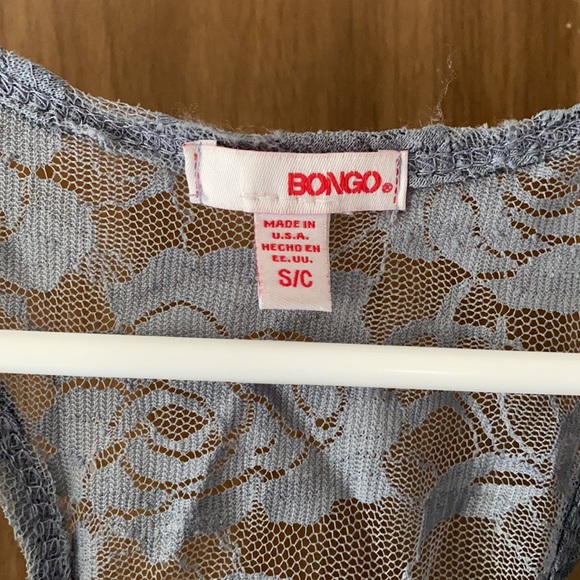 BONGO®
MADE IN
U.S.A.
HECHO EN
EE.UU.
S/C